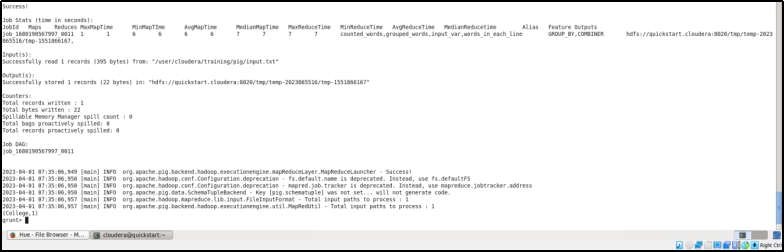 Success!
Job Stats (time in seconds):
JobId Maps Reduces MaxMapTime MinMapTIme AvgMapTime MedianMapTime MaxReduceTime MinReduceTime AvgReduceTime MedianReducetime Alias Feature Outputs
job_1680190567997_0011 1 1 6 6 6 6 7 7 7 7 counted_words,grouped_words,input_var,words_in_each_line GROUP_BY,COMBINER hdfs://quickstart.cloudera:8020/tmp/temp-2023
865516/tmp-1551866167,
Input(s):
Successfully read 1 records (395 bytes) from: "/user/cloudera/training/pig/input.txt"
Output(s):
Successfully stored 1 records (22 bytes) in: "hdfs://quickstart.cloudera:8020/tmp/temp-2023865516/tmp-1551866167"
Counters:
Total records written : 1
Total bytes written : 22
Spillable Memory Manager spill count : 0
Total bags proactively spilled: 0
Total records proactively spilled: 0
Job DAG:
job_1680190567997_0011
2023-04-01 07:35:06,949 [main] INFO org.apache.pig.backend.hadoop.executionengine.mapReduceLayer.MapReduceLauncher - Success!
2023-04-01 07:35:06,950 [main] INFO org.apache.hadoop.conf.Configuration.deprecation - fs.default.name is deprecated. Instead, use fs.defaultFS
2023-04-01 07:35:06,950 [main] INFO org.apache.hadoop.conf.Configuration.deprecation - mapred.job.tracker is deprecated. Instead, use mapreduce.jobtracker.address
2023-04-01 07:35:06,950 [main] INFO org.apache.pig.data.SchemaTupleBackend - Key [pig.schematuple] was not set... will not generate code.
2023-04-01 07:35:06,957 [main] INFO org.apache.hadoop.mapreduce.lib.input.FileInputFormat - Total input paths to process : 1
2023-04-01 07:35:06,957 [main] INFO org.apache.pig.backend.hadoop.executionengine.util.MapRedUtil - Total input paths to process : 1
(College,1)
grunt>
Hue - File Browser - M... cloudera@quickstart:~
Right Ctrl